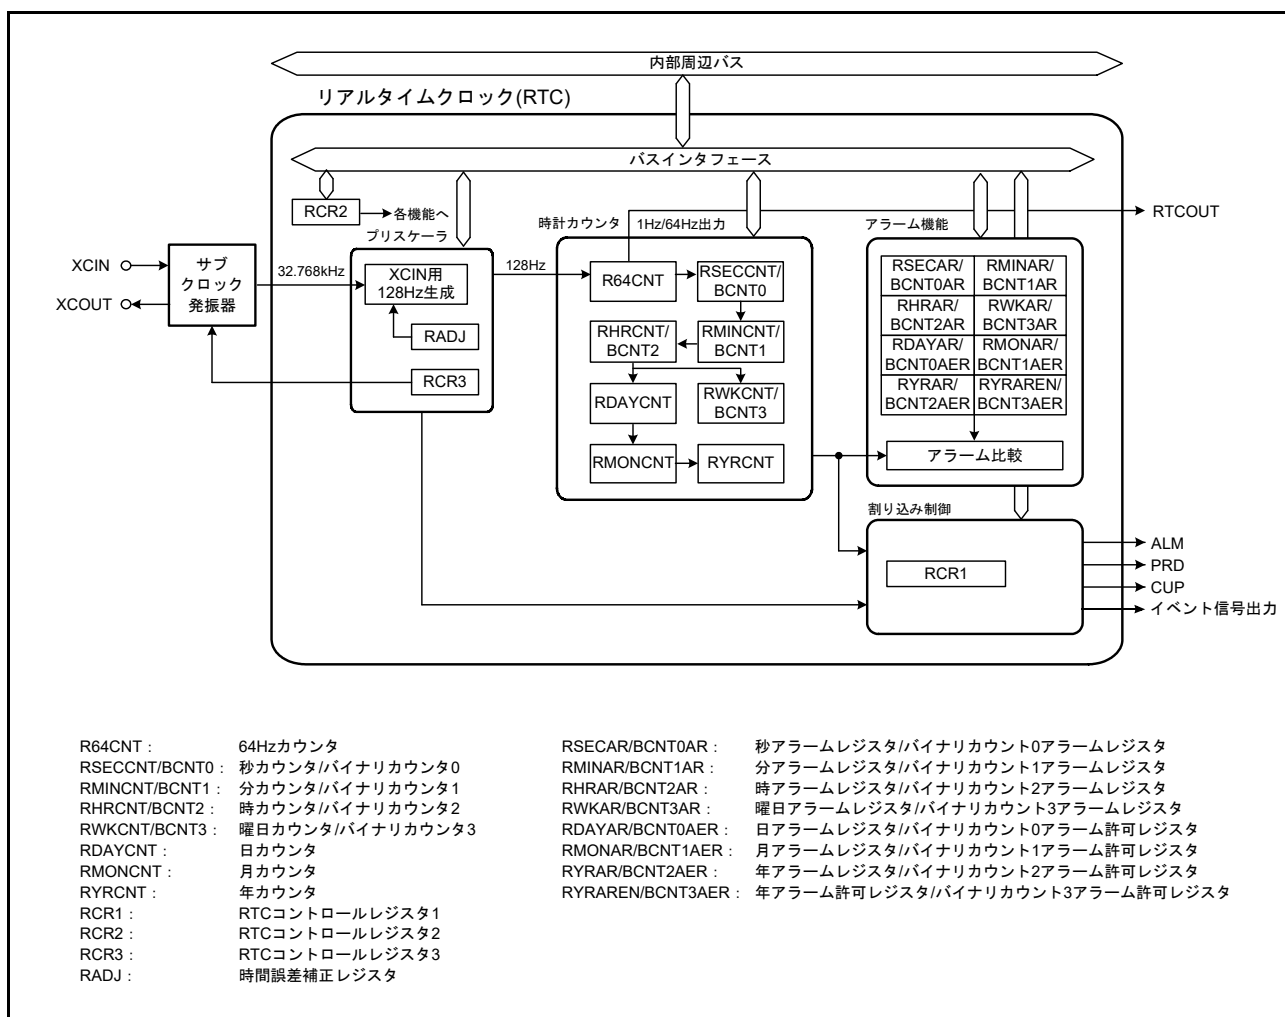 内部周辺バス
リアルタイムクロック(RTC)
バスインタフェース
RCR2
各機能へ
プリスケーラ
時計カウンタ
1Hz/64Hz出力
アラーム機能
RTCOUT
XCIN
XCOUT
サブ
クロック
発振器
32.768kHz
XCIN用
128Hz生成
RADJ
RCR3
128Hz
R64CNT
RSECCNT/
BCNT0
RHRCNT/
BCNT2
RMINCNT/
BCNT1
RDAYCNT
RWKCNT/
BCNT3
RMONCNT
RYRCNT
RSECAR/
BCNT0AR
RMINAR/
BCNT1AR
RHRAR/
BCNT2AR
RWKAR/
BCNT3AR
RDAYAR/
BCNT0AER
RMONAR/
BCNT1AER
RYRAR/
BCNT2AER
RYRAREN/
BCNT3AER
アラーム比較
割り込み制御
RCR1
ALM
PRD
CUP
イベント信号出力
R64CNT : 64Hzカウンタ
RSECCNT/BCNT0 : 秒カウンタ/バイナリカウンタ0
RMINCNT/BCNT1 : 分カウンタ/バイナリカウンタ1
RHRCNT/BCNT2 : 時カウンタ/バイナリカウンタ2
RWKCNT/BCNT3 : 曜日カウンタ/バイナリカウンタ3
RDAYCNT : 日カウンタ
RMONCNT : 月カウンタ
RYRCNT : 年カウンタ
RCR1 : RTCコントロールレジスタ1
RCR2 : RTCコントロールレジスタ2
RCR3 : RTCコントロールレジスタ3
RADJ : 時間誤差補正レジスタ
RSECAR/BCNT0AR : 秒アラームレジスタ/バイナリカウント0アラームレジスタ
RMINAR/BCNT1AR : 分アラームレジスタ/バイナリカウント1アラームレジスタ
RHRAR/BCNT2AR : 時アラームレジスタ/バイナリカウント2アラームレジスタ
RWKAR/BCNT3AR : 曜日アラームレジスタ/バイナリカウント3アラームレジスタ
RDAYAR/BCNT0AER : 日アラームレジスタ/バイナリカウント0アラーム許可レジスタ
RMONAR/BCNT1AER : 月アラームレジスタ/バイナリカウント1アラーム許可レジスタ
RYRAR/BCNT2AER : 年アラームレジスタ/バイナリカウント2アラーム許可レジスタ
RYRAREN/BCNT3AER : 年アラーム許可レジスタ/バイナリカウント3アラーム許可レジスタ